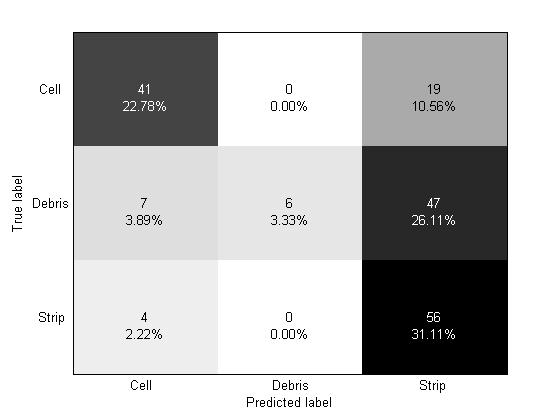 Cell
41
22.78%
0
0.00%
19
10.56%
True label
Debris
7
3.89%
6
3.33%
47
26.11%
Strip
4
2.22%
0
0.00%
56
31.11%
Cell
Debris
Strip
Predicted label